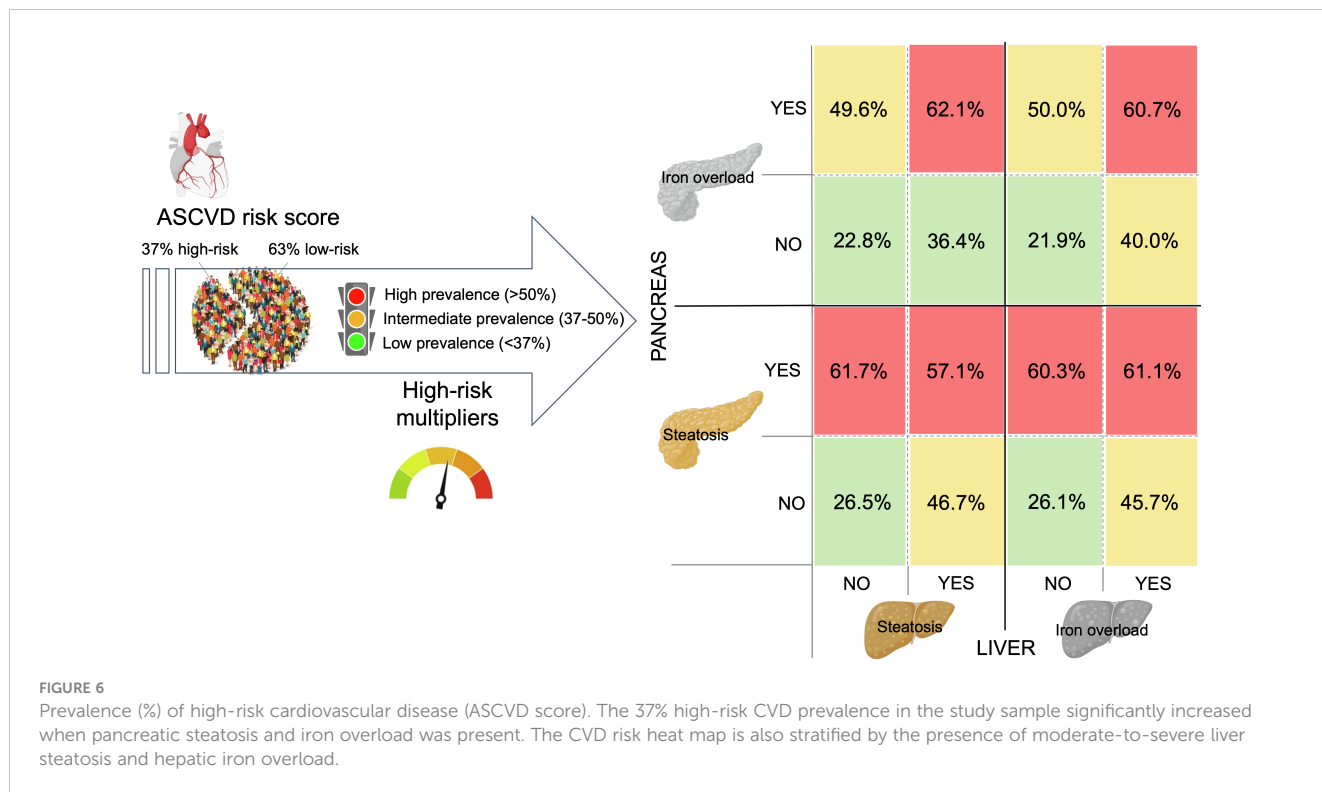 ASCVD risk score
37% high-risk 63% low-risk
High prevalence (>50%)
Intermediate prevalence (37-50%)
Low prevalence (<37%)
High-risk
multipliers
PANCREAS
Iron overload
YES
49.6% 62.1% 50.0% 60.7%
NO
22.8% 36.4% 21.9% 40.0%
Steatosis
YES
61.7% 57.1% 60.3% 61.1%
NO
26.5% 46.7% 26.1% 45.7%
NO YES NO YES
Steatosis
Iron overload
LIVER
FIGURE 6
Prevalence (%) of high-risk cardiovascular disease (ASCVD score). The 37% high-risk CVD prevalence in the study sample significantly increased
when pancreatic steatosis and iron overload was present. The CVD risk heat map is also stratified by the presence of moderate-to-severe liver
steatosis and hepatic iron overload.